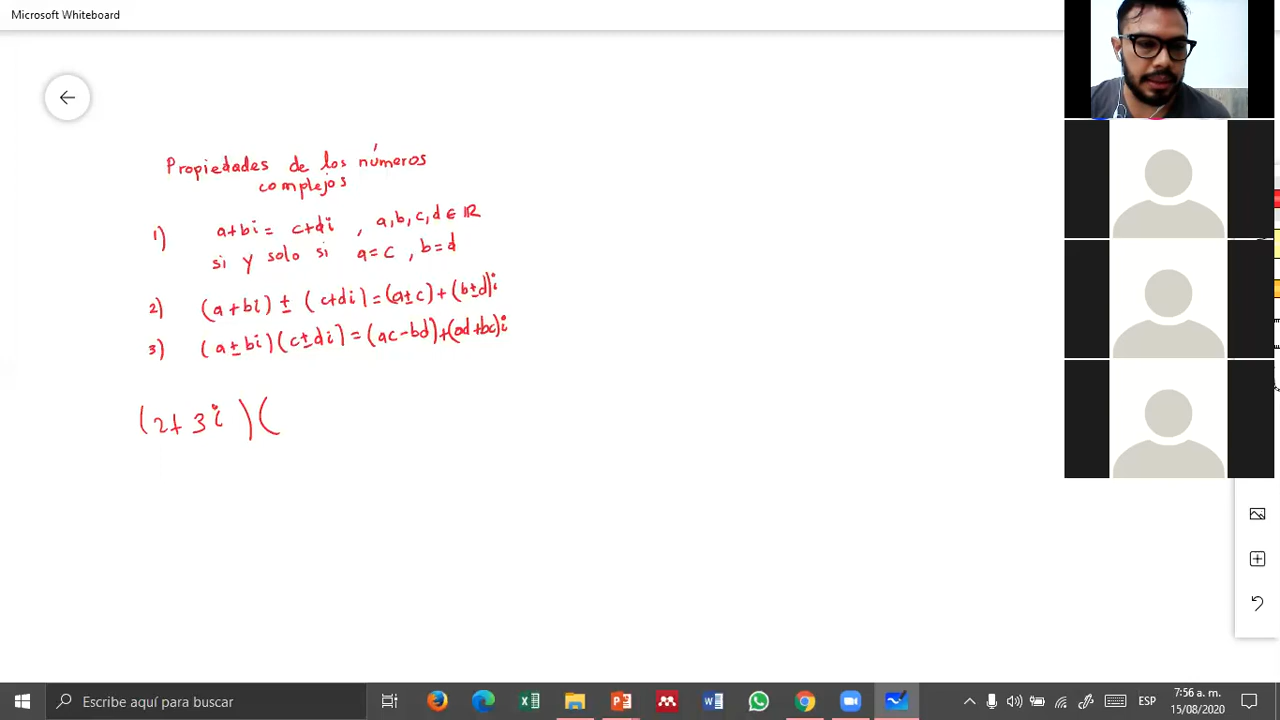 Microsoft Whiteboard
Propiedades de los números
complejos
1) a+bi = c+di , a,b,c,d ∈ ℝ
si y solo si a=c , b=d
2) (a+bi) ± (c+di) = (a±c) + (b±d)i
3) (a±bi)(c±di) = (ac-bd)+(ad+bc)i
(2+3i)(
Escribe aquí para buscar
ESP
7:56 a. m.
15/08/2020